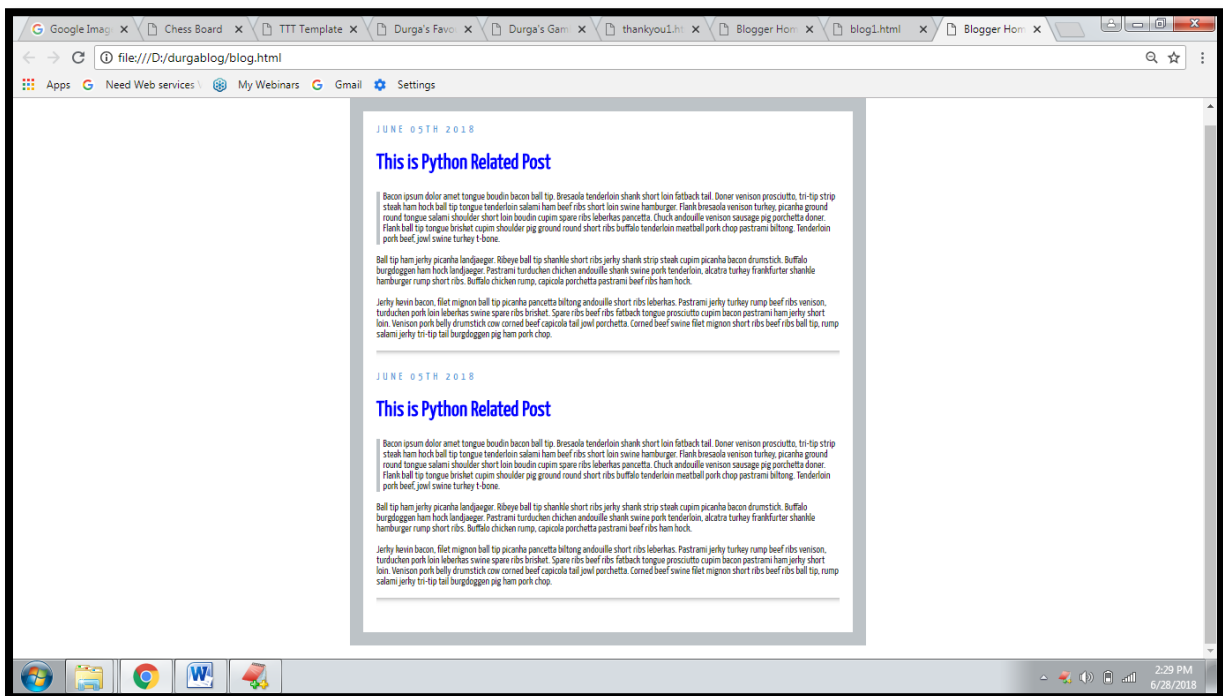 Google Imag
Chess Board
TTT Template
Durga's Favo
Durga's Gam
thankyou1.ht
Blogger Hom
blog1.html
Blogger Hom
file:///D:/durgablog/blog.html
Apps
Need Web services \
My Webinars
Gmail
Settings
JUNE 05TH 2018
This is Python Related Post
Bacon ipsum dolor amet tongue boudin bacon ball tip. Bresaola tenderloin shank short loin fatback tail. Doner venison prosciutto, tri-tip strip
steak ham hock ball tip tongue tenderloin salami ham beef ribs short loin swine hamburger. Flank bresaola venison turkey, picanha ground
round tongue salami shoulder short loin boudin cupim spare ribs leberkas pancetta. Chuck andouille venison sausage pig porchetta doner.
Flank ball tip tongue brisket cupim shoulder pig ground round short ribs buffalo tenderloin meatball pork chop pastrami biltong. Tenderloin
pork beef, jowl swine turkey t-bone.
Ball tip ham jerky picanha landjaeger. Ribeye ball tip shankle short ribs jerky shank strip steak cupim picanha bacon drumstick. Buffalo
burgdoggen ham hock landjaeger. Pastrami turducken chicken andouille shank swine pork tenderloin, alcatra turkey frankfurter shankle
hamburger rump short ribs. Buffalo chicken rump, capicola porchetta pastrami beef ribs ham hock.
Jerky kevin bacon, filet mignon ball tip picanha pancetta biltong andouille short ribs leberkas. Pastrami jerky turkey rump beef ribs venison,
turducken pork loin leberkas swine spare ribs brisket. Spare ribs beef ribs fatback tongue prosciutto cupim bacon pastrami ham jerky short
loin. Venison pork belly drumstick cow corned beef capicola tail jowl porchetta. Corned beef swine filet mignon short ribs beef ribs ball tip, rump
salami jerky tri-tip tail burgdoggen pig ham pork chop.
JUNE 05TH 2018
This is Python Related Post
Bacon ipsum dolor amet tongue boudin bacon ball tip. Bresaola tenderloin shank short loin fatback tail. Doner venison prosciutto, tri-tip strip
steak ham hock ball tip tongue tenderloin salami ham beef ribs short loin swine hamburger. Flank bresaola venison turkey, picanha ground
round tongue salami shoulder short loin boudin cupim spare ribs leberkas pancetta. Chuck andouille venison sausage pig porchetta doner.
Flank ball tip tongue brisket cupim shoulder pig ground round short ribs buffalo tenderloin meatball pork chop pastrami biltong. Tenderloin
pork beef, jowl swine turkey t-bone.
Ball tip ham jerky picanha landjaeger. Ribeye ball tip shankle short ribs jerky shank strip steak cupim picanha bacon drumstick. Buffalo
burgdoggen ham hock landjaeger. Pastrami turducken chicken andouille shank swine pork tenderloin, alcatra turkey frankfurter shankle
hamburger rump short ribs. Buffalo chicken rump, capicola porchetta pastrami beef ribs ham hock.
Jerky kevin bacon, filet mignon ball tip picanha pancetta biltong andouille short ribs leberkas. Pastrami jerky turkey rump beef ribs venison,
turducken pork loin leberkas swine spare ribs brisket. Spare ribs beef ribs fatback tongue prosciutto cupim bacon pastrami ham jerky short
loin. Venison pork belly drumstick cow corned beef capicola tail jowl porchetta. Corned beef swine filet mignon short ribs beef ribs ball tip, rump
salami jerky tri-tip tail burgdoggen pig ham pork chop.
2:29 PM
6/28/2018